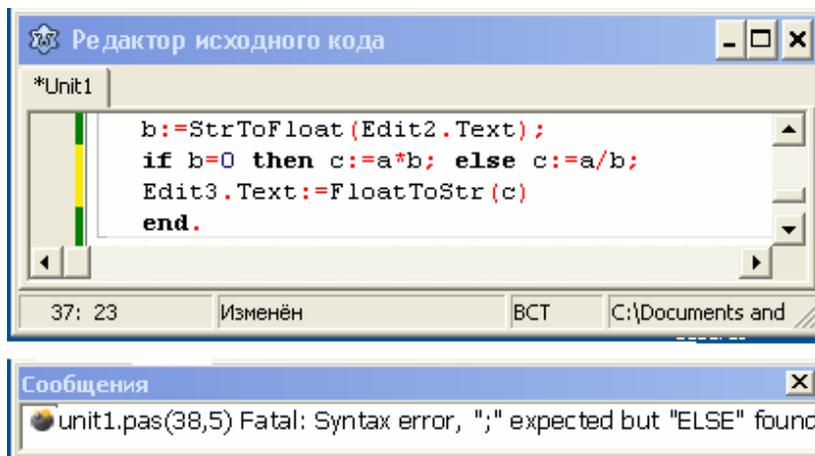 Редактор исходного кода
*Unit1
b:=StrToFloat(Edit2.Text);
if b=0 then c:=a*b; else c:=a/b;
Edit3.Text:=FloatToStr(c)
end.
37: 23 Изменён ВСТ C:\Documents and
Сообщения
unit1.pas(38,5) Fatal: Syntax error, ";" expected but "ELSE" found